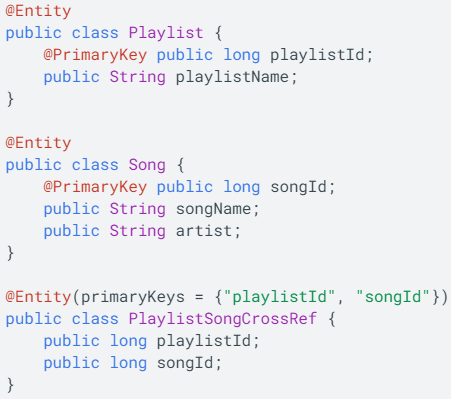 @Entity
public class Playlist {
    @PrimaryKey public long playlistId;
    public String playlistName;
}

@Entity
public class Song {
    @PrimaryKey public long songId;
    public String songName;
    public String artist;
}

@Entity(primaryKeys = {"playlistId", "songId"})
public class PlaylistSongCrossRef {
    public long playlistId;
    public long songId;
}